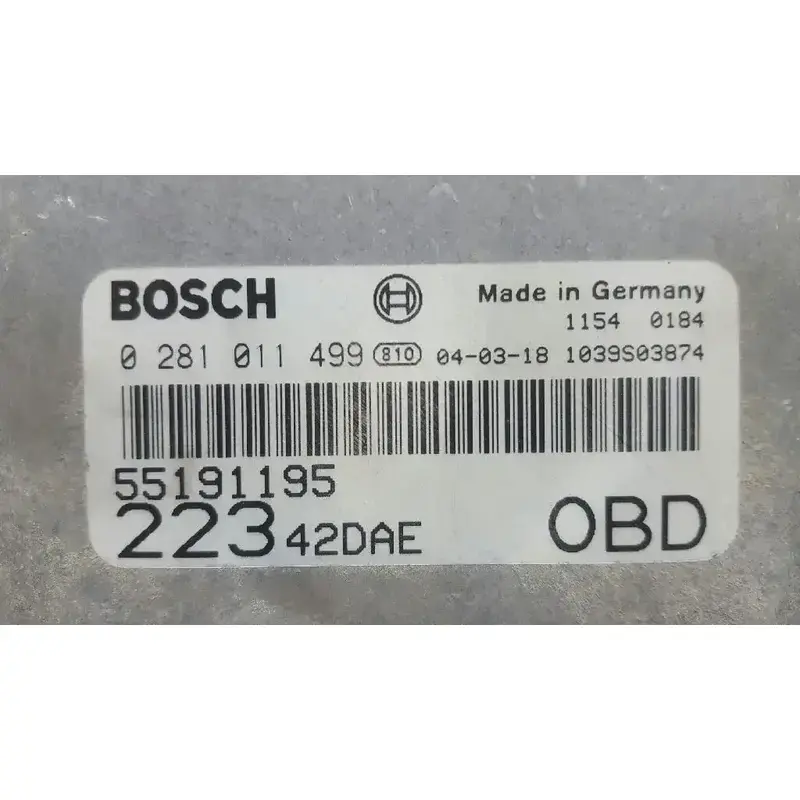 BOSCH Made in Germany
1154 0184
0 281 011 499 810 04-03-18 1039S03874
55191195
223 42DAE OBD